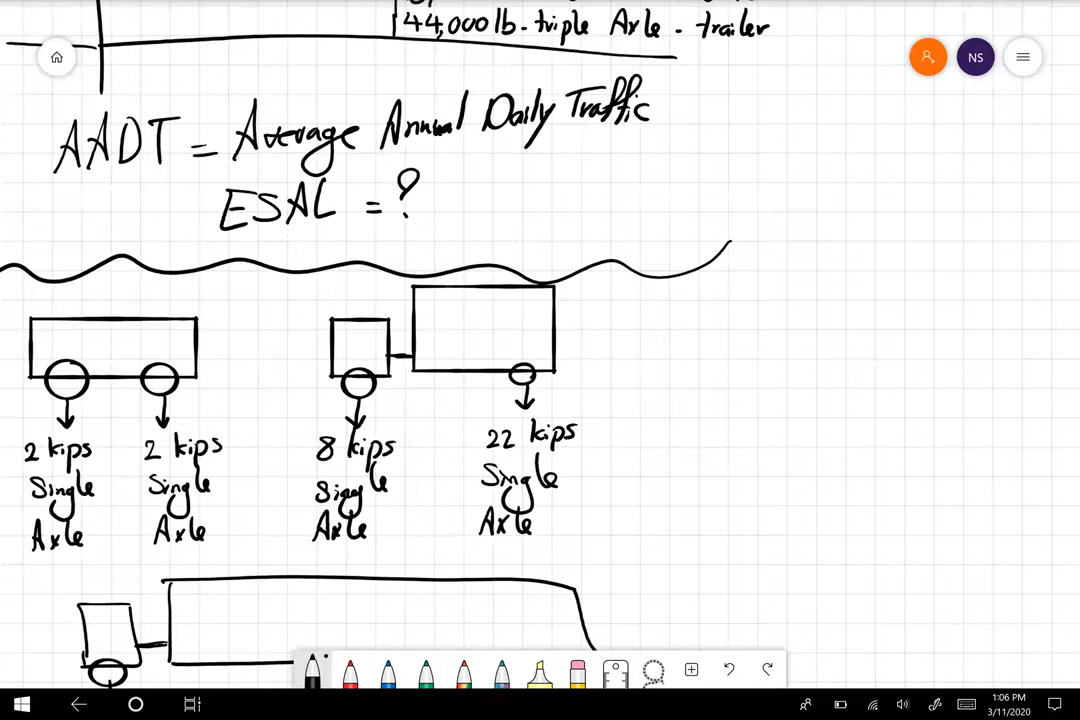 44,000 lb - triple Axle - trailer
NS
AADT = Average Annual Daily Traffic
ESAL = ?
2 kips 2 kips 8 kips 22 kips
Single Single Single Single
Axle Axle Axle Axle
1:06 PM
3/11/2020